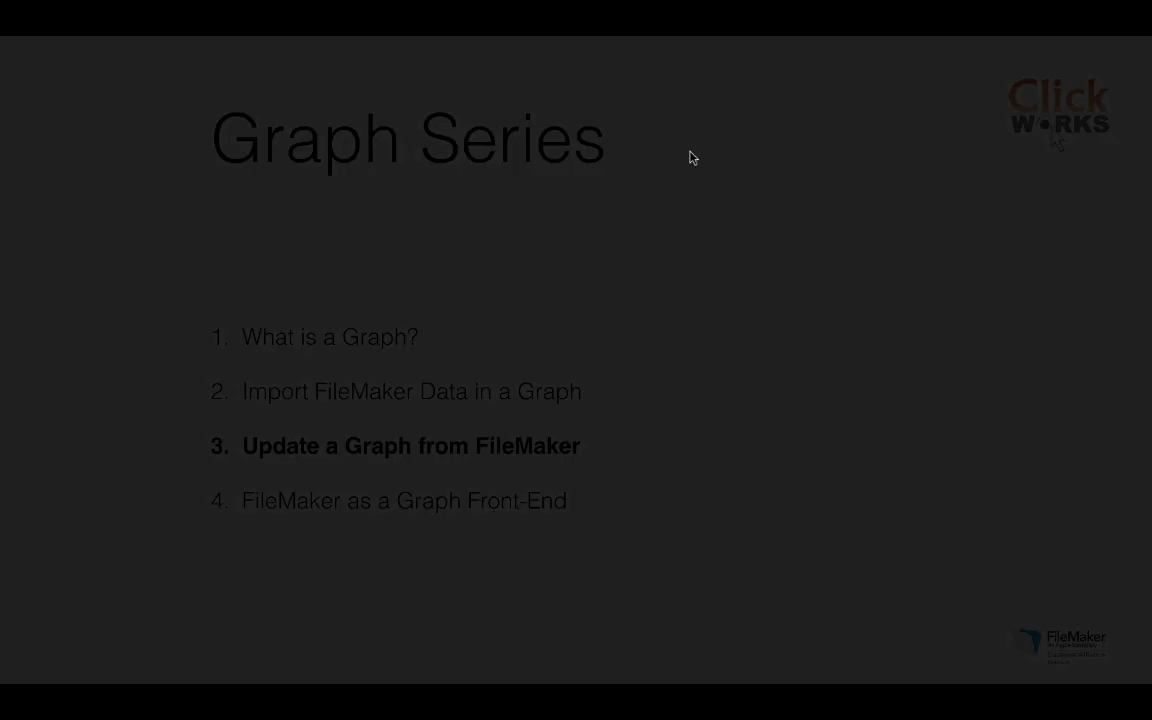 Click
WORKS
Graph Series
1. What is a Graph?
2. Import FileMaker Data in a Graph
3. Update a Graph from FileMaker
4. FileMaker as a Graph Front-End
FileMaker